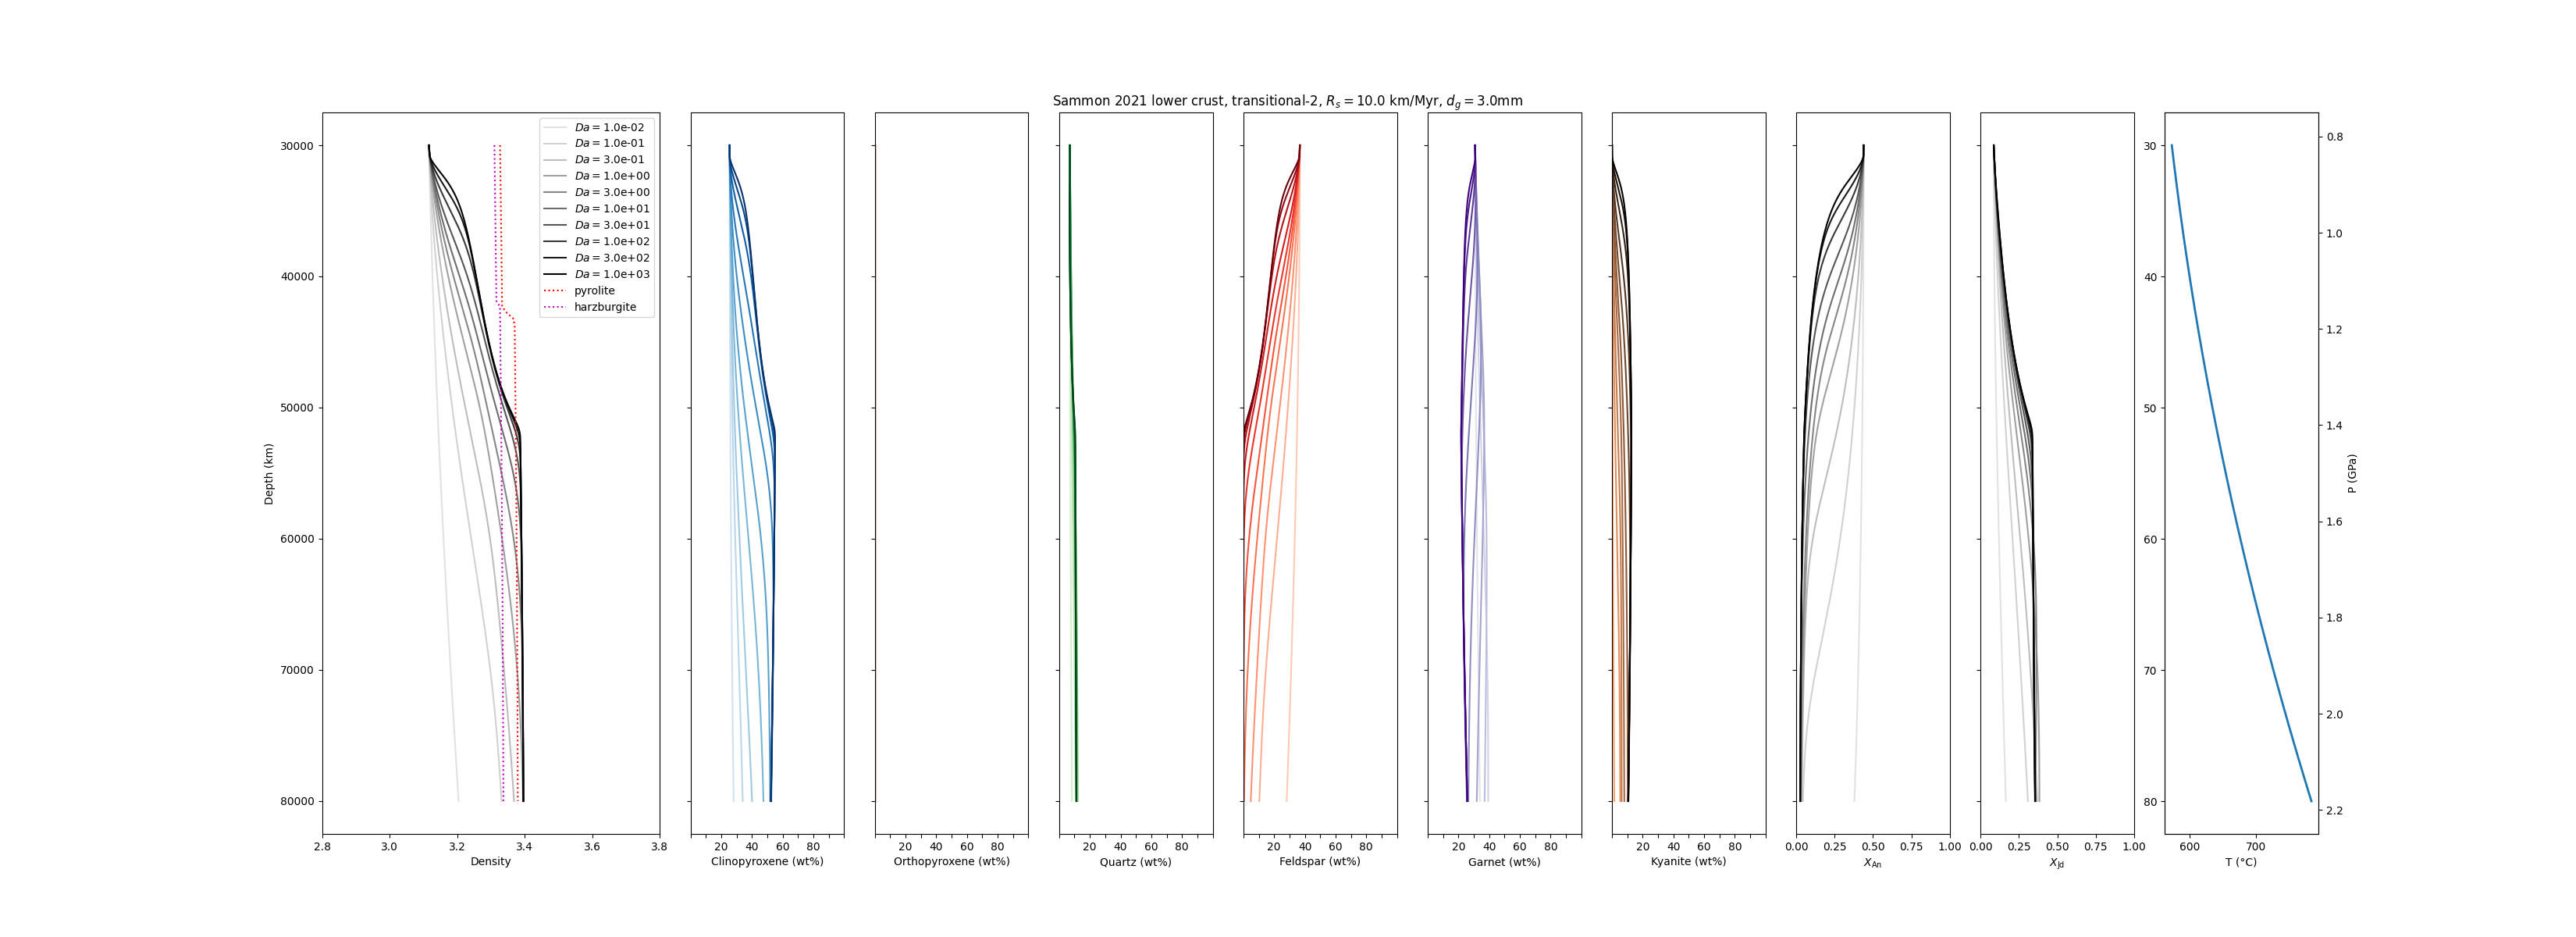 Sammon 2021 lower crust, transitional-2, Rs = 10.0 km/Myr, dg = 3.0mm
Da = 1.0e-02
Da = 1.0e-01
Da = 3.0e-01
Da = 1.0e+00
Da = 3.0e+00
Da = 1.0e+01
Da = 3.0e+01
Da = 1.0e+02
Da = 3.0e+02
Da = 1.0e+03
pyrolite
harzburgite
Depth (km)
30000
40000
50000
60000
70000
80000
2.8 3.0 3.2 3.4 3.6 3.8
Density
20 40 60 80
Clinopyroxene (wt%)
20 40 60 80
Orthopyroxene (wt%)
20 40 60 80
Quartz (wt%)
20 40 60 80
Feldspar (wt%)
20 40 60 80
Garnet (wt%)
20 40 60 80
Kyanite (wt%)
0.00 0.25 0.50 0.75 1.00
XAn
0.00 0.25 0.50 0.75 1.00
XJd
30
40
50
60
70
80
600 700
T (°C)
0.8
1.0
1.2
1.4
1.6
1.8
2.0
2.2
P (GPa)